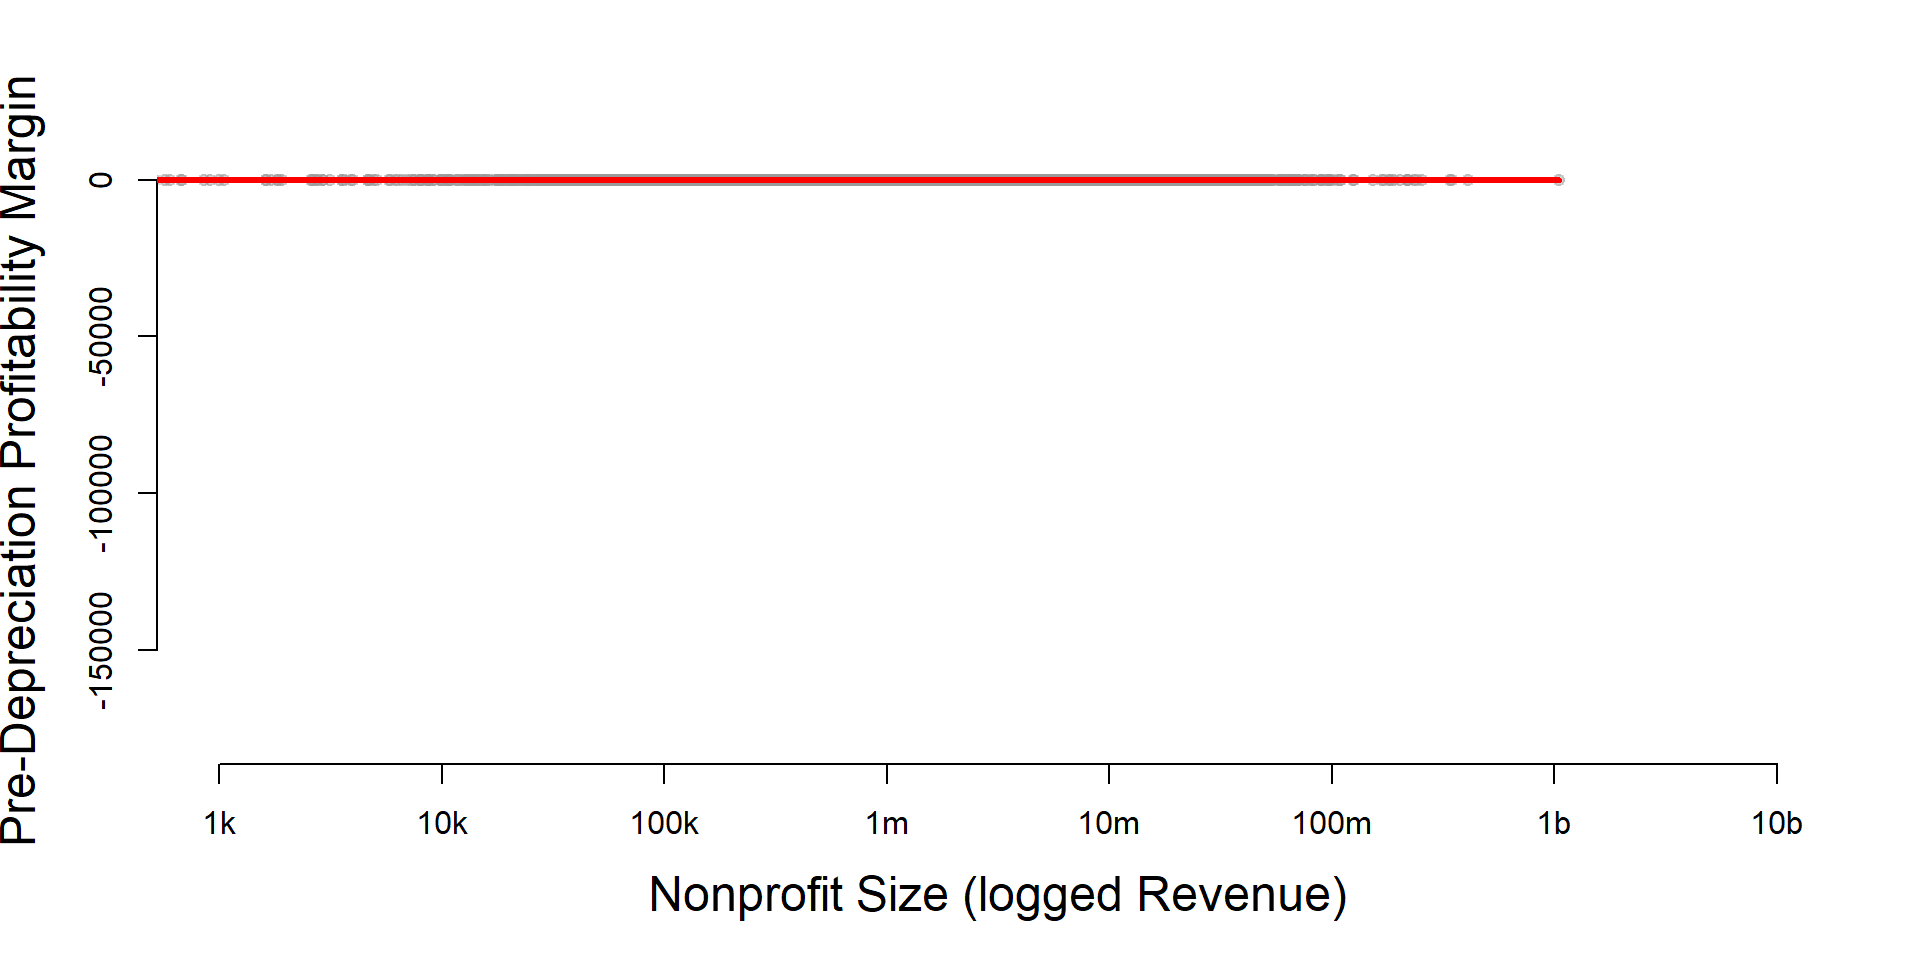 Pre-Depreciation Profitability Margin
0
-50000
-100000
-150000
1k 10k 100k 1m 10m 100m 1b 10b
Nonprofit Size (logged Revenue)